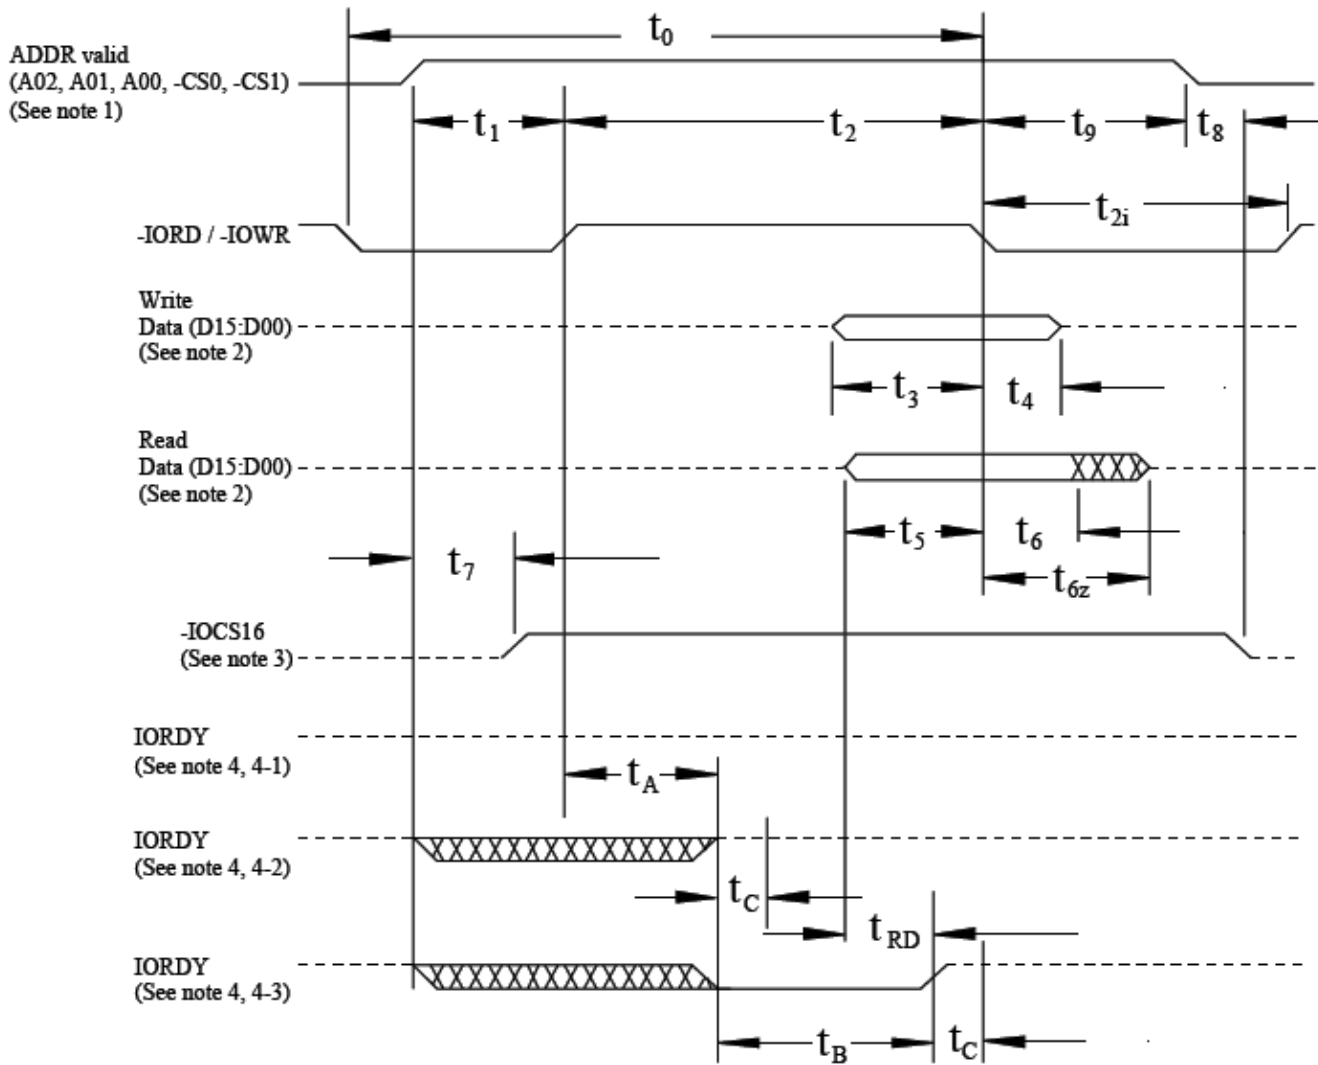 t0
ADDR valid
(A02, A01, A00, -CS0, -CS1)
(See note 1)
t1
t2
t9
t8
t2i
-IORD / -IOWR
Write
Data (D15:D00)
(See note 2)
t3
t4
Read
Data (D15:D00)
(See note 2)
t5
t6
t7
t6z
-IOCS16
(See note 3)
IORDY
(See note 4, 4-1)
tA
IORDY
(See note 4, 4-2)
tC
tRD
IORDY
(See note 4, 4-3)
tB
tC